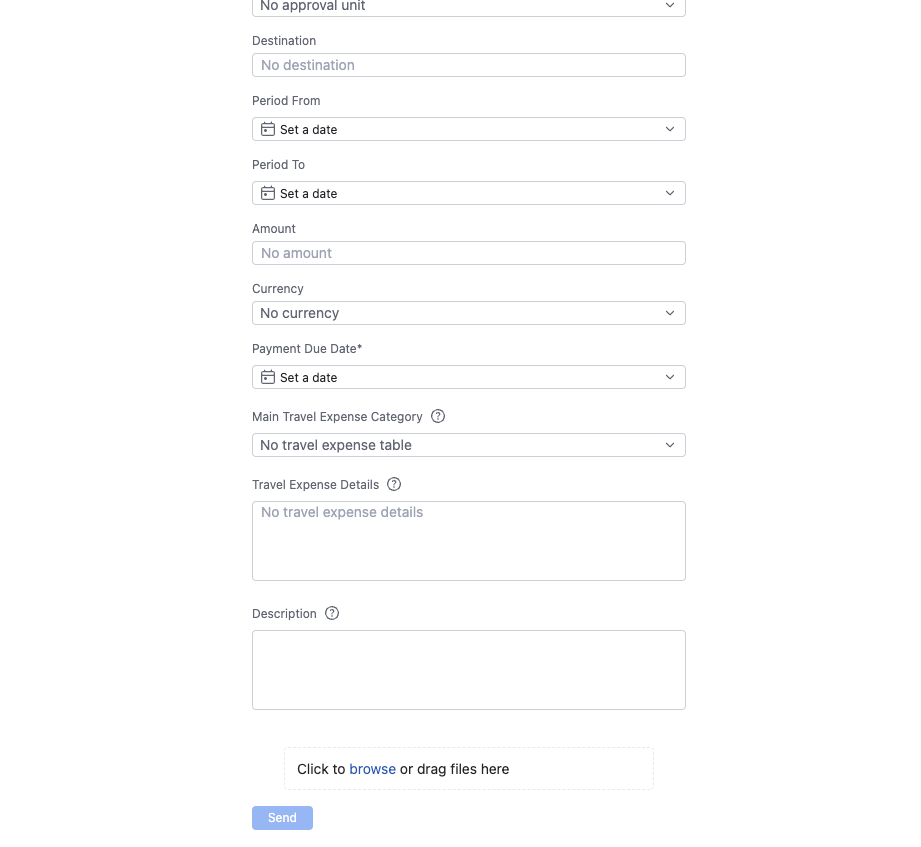 No approval unit
Destination
No destination
Period From
Set a date
Period To
Set a date
Amount
No amount
Currency
No currency
Payment Due Date*
Set a date
Main Travel Expense Category
No travel expense table
Travel Expense Details
No travel expense details
Description
Click to browse or drag files here
Send